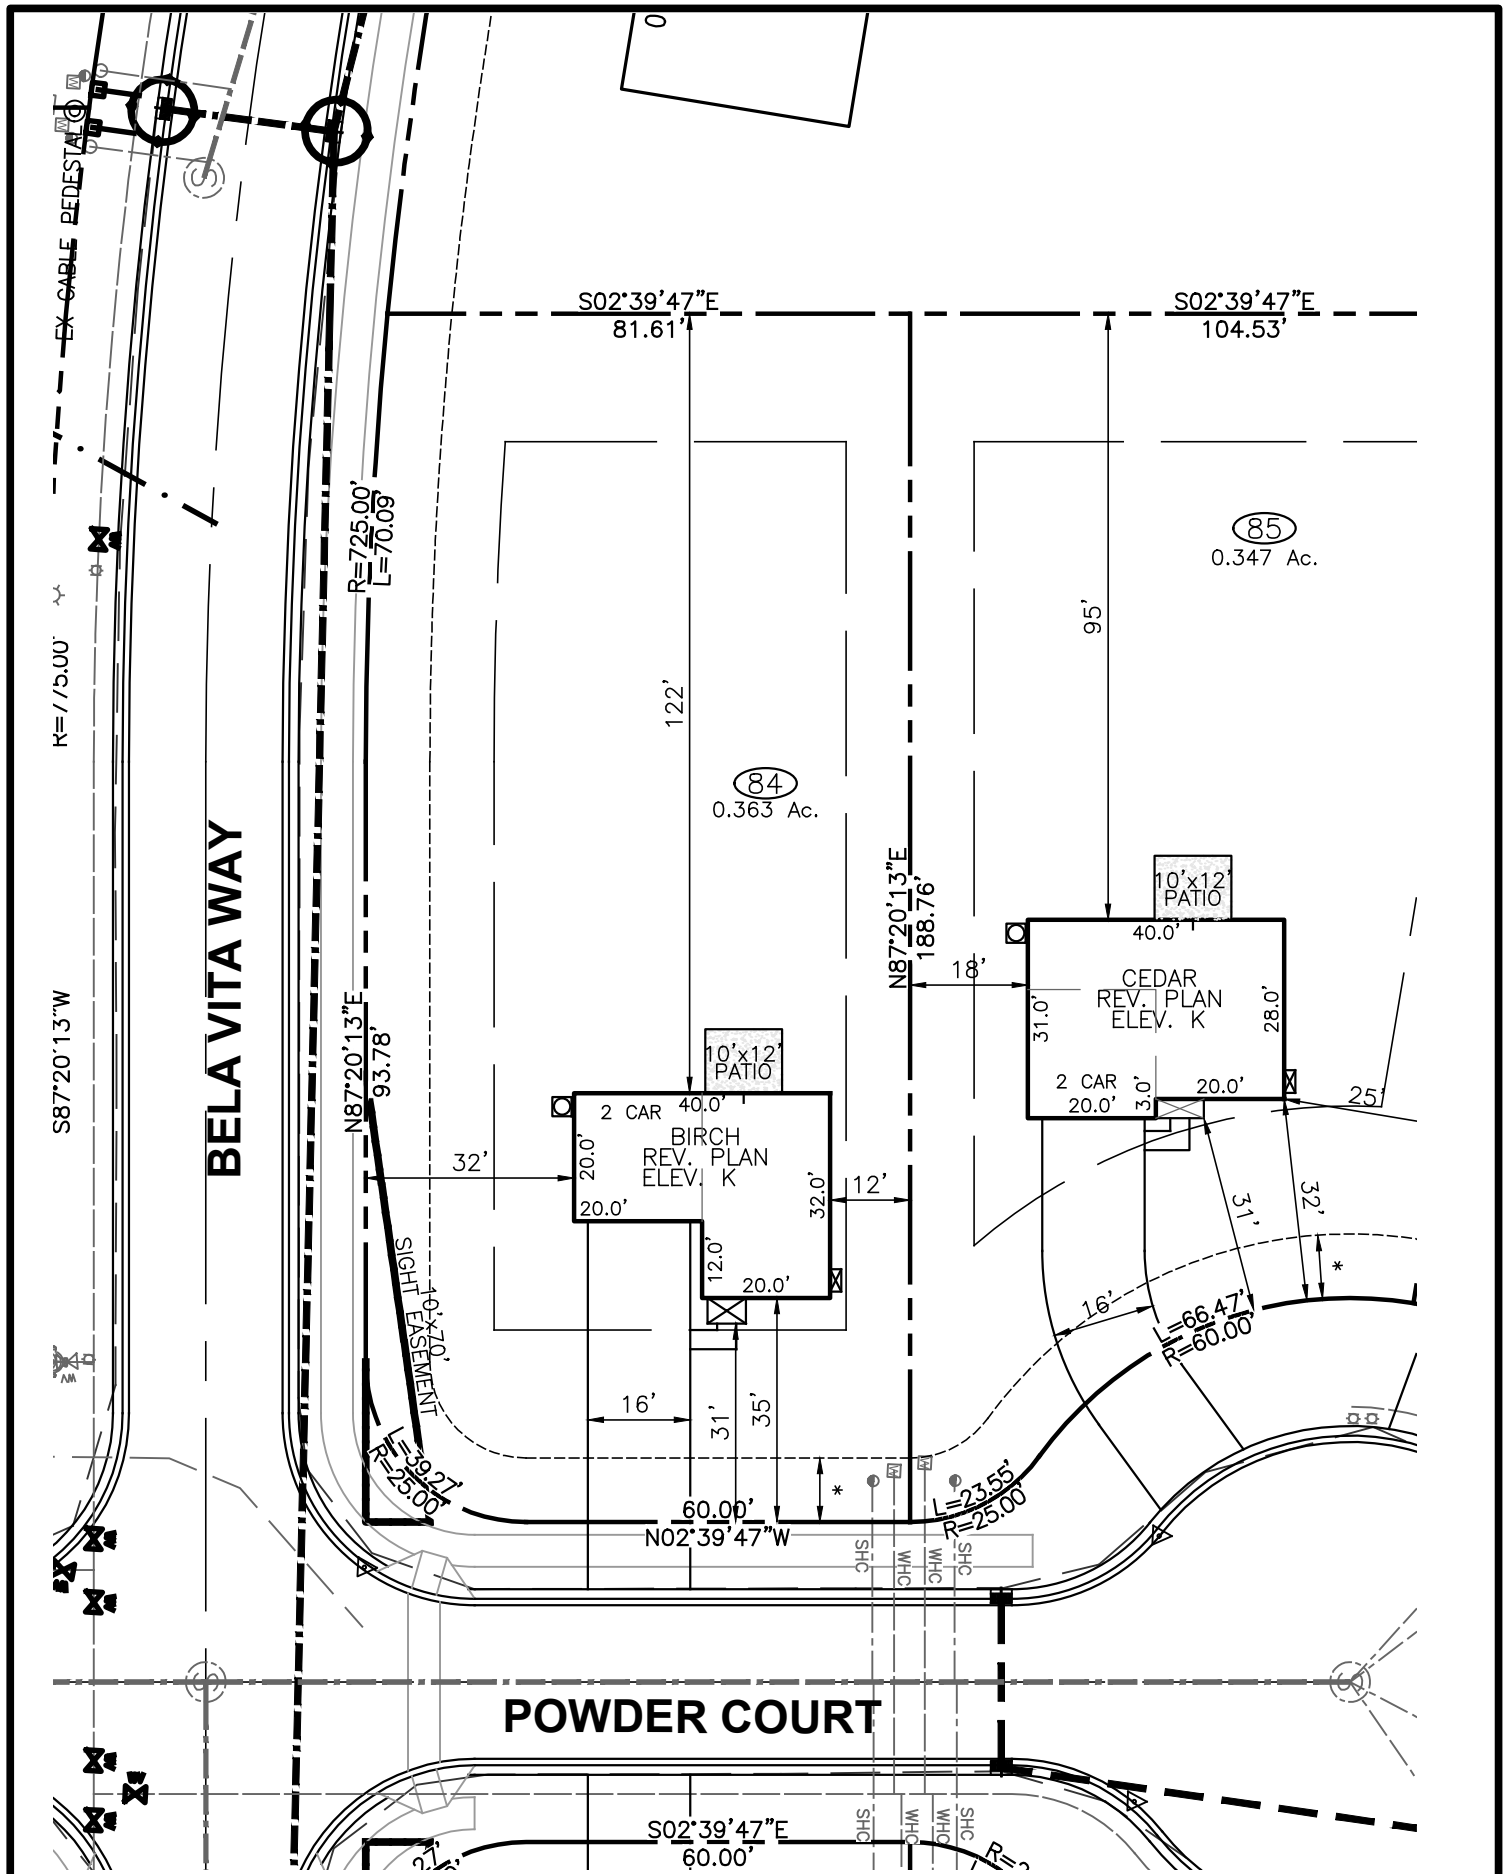 0
EX CABLE PEDESTAL
S02°39'47"E
81.61'
S02°39'47"E
104.53'
R=725.00'
L=70.09'
85
0.347 Ac.
95'
122'
R=775.00'
84
0.363 Ac.
BELA VITA WAY
N87°20'13"E
188.76'
10'x12'
PATIO
40.0'
18'
CEDAR
REV. PLAN
ELEV. K
31.0'
28.0'
2 CAR
20.0'
3.0'
20.0'
25'
S87°20'13"W
N87°20'13"E
93.78'
10'x12'
PATIO
2 CAR
40.0'
BIRCH
REV. PLAN
ELEV. K
20.0'
32'
20.0'
32.0'
12'
12.0'
20.0'
31'
32'
*
10'x70'
SIGHT EASEMENT
16'
L=66.47'
R=60.00'
16'
31'
35'
*
L=39.27'
R=25.00'
60.00'
N02°39'47"W
L=23.55'
R=25.00'
W
W
SHC
WHC
WHC
SHC
S
S
S
POWDER COURT
WV
WV
WV
WV
WV
SHC
WHC
WHC
SHC
S02°39'47"E
60.00'
27'